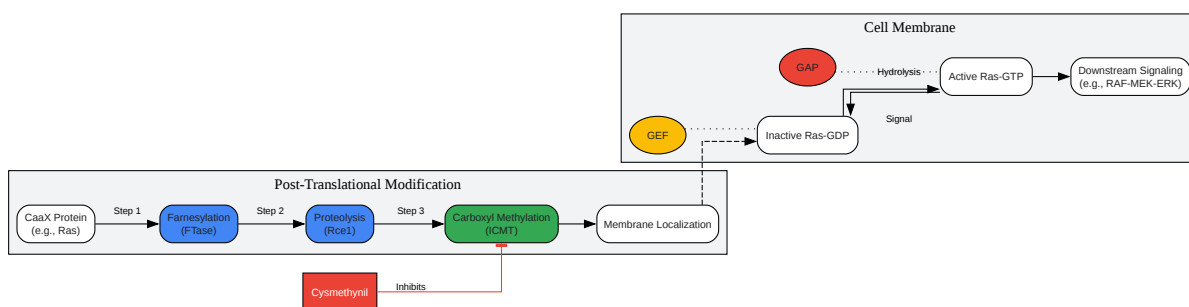 Cell Membrane
GAP
Hydrolysis
Active Ras-GTP
Downstream Signaling
(e.g., RAF-MEK-ERK)
GEF
Inactive Ras-GDP
Signal
Post-Translational Modification
CaaX Protein
(e.g., Ras)
Step 1
Farnesylation
(FTase)
Step 2
Proteolysis
(Rce1)
Step 3
Carboxyl Methylation
(ICMT)
Membrane Localization
Cysmethynil
Inhibits